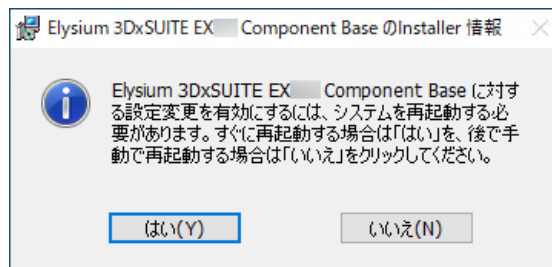 Elysium 3DxSUITE EX Component Base のInstaller 情報
Elysium 3DxSUITE EX Component Base に対す
る設定変更を有効にするには、システムを再起動する必
要があります。すぐに再起動する場合は「はい」を、後で手
動で再起動する場合は「いいえ」をクリックしてください。
はい(Y)
いいえ(N)